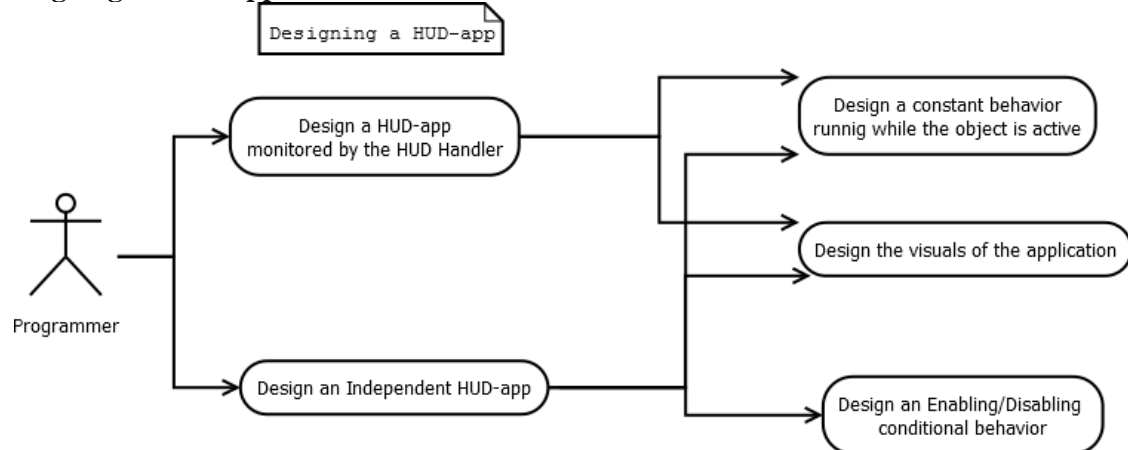 Designing a HUD-app
Design a HUD-app
monitored by the HUD Handler
Design a constant behavior
runnig while the object is active
Design the visuals of the application
Programmer
Design an Independent HUD-app
Design an Enabling/Disabling
conditional behavior